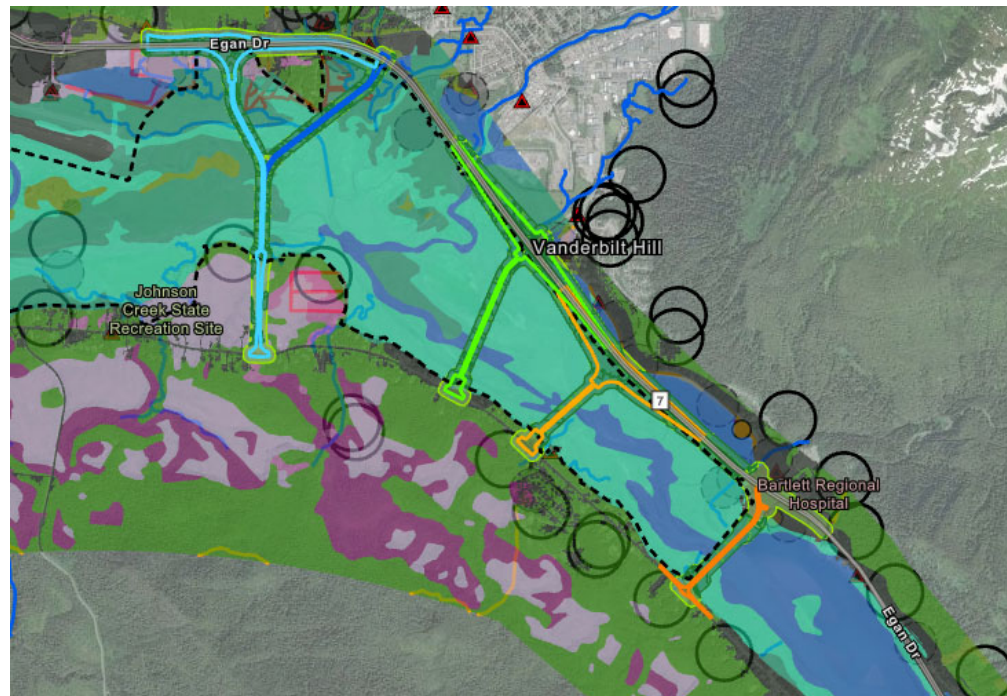 Egan Dr
Vanderbilt Hill
Johnson
Creek State
Recreation Site
7
Bartlett Regional
Hospital
Egan Dr